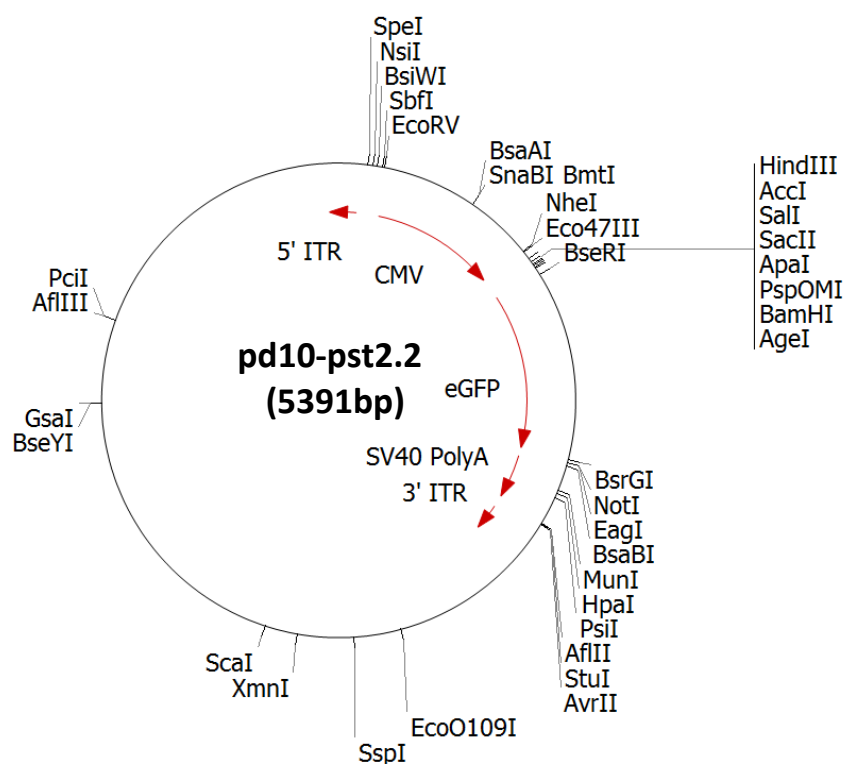 SpeI
NsiI
BsiWI
SbfI
EcoRV
BsaAI
SnaBI BmtI
NheI
Eco47III
BseRI
HindIII
AccI
SalI
SacII
ApaI
PspOMI
BamHI
AgeI
5' ITR
CMV
PciI
AflIII
pd10-pst2.2
(5391bp)
eGFP
GsaI
BseYI
SV40 PolyA
3' ITR
BsrGI
NotI
EagI
BsaBI
MunI
HpaI
PsiI
AflII
StuI
AvrII
ScaI
XmnI
EcoO109I
SspI